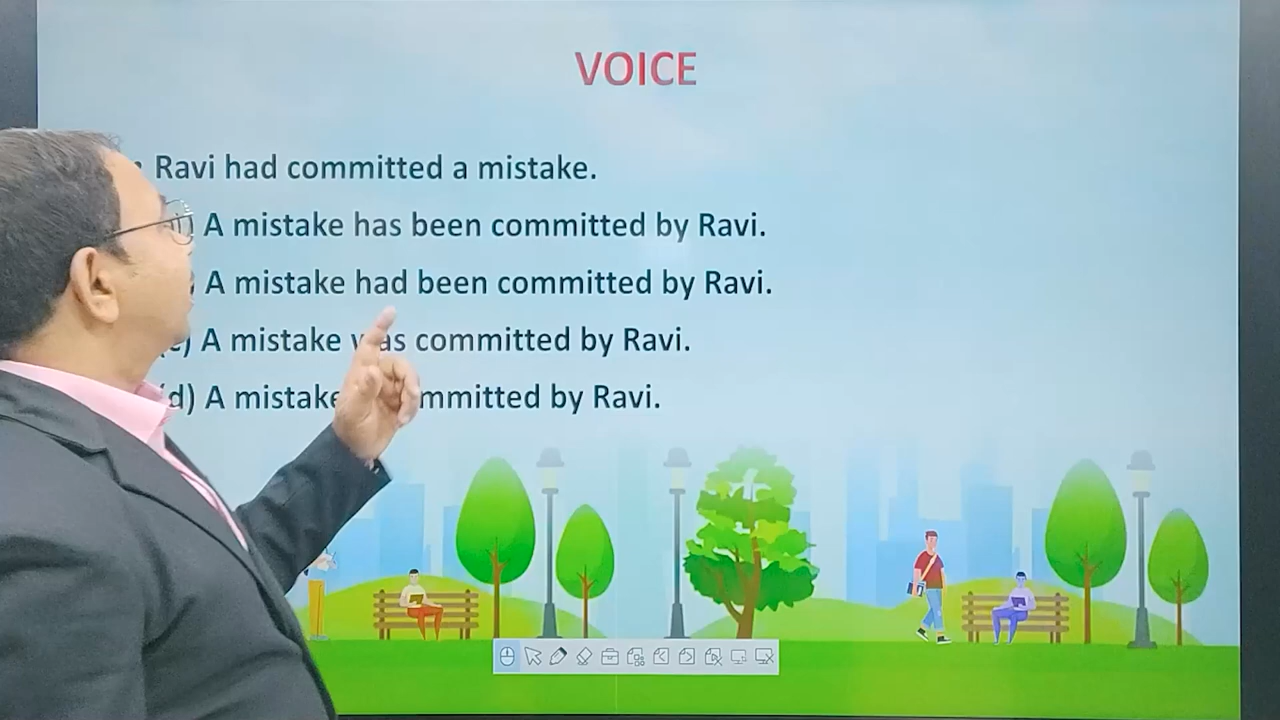 VOICE
Ravi had committed a mistake.
A mistake has been committed by Ravi.
A mistake had been committed by Ravi.
A mistake was committed by Ravi.
(d) A mistake committed by Ravi.